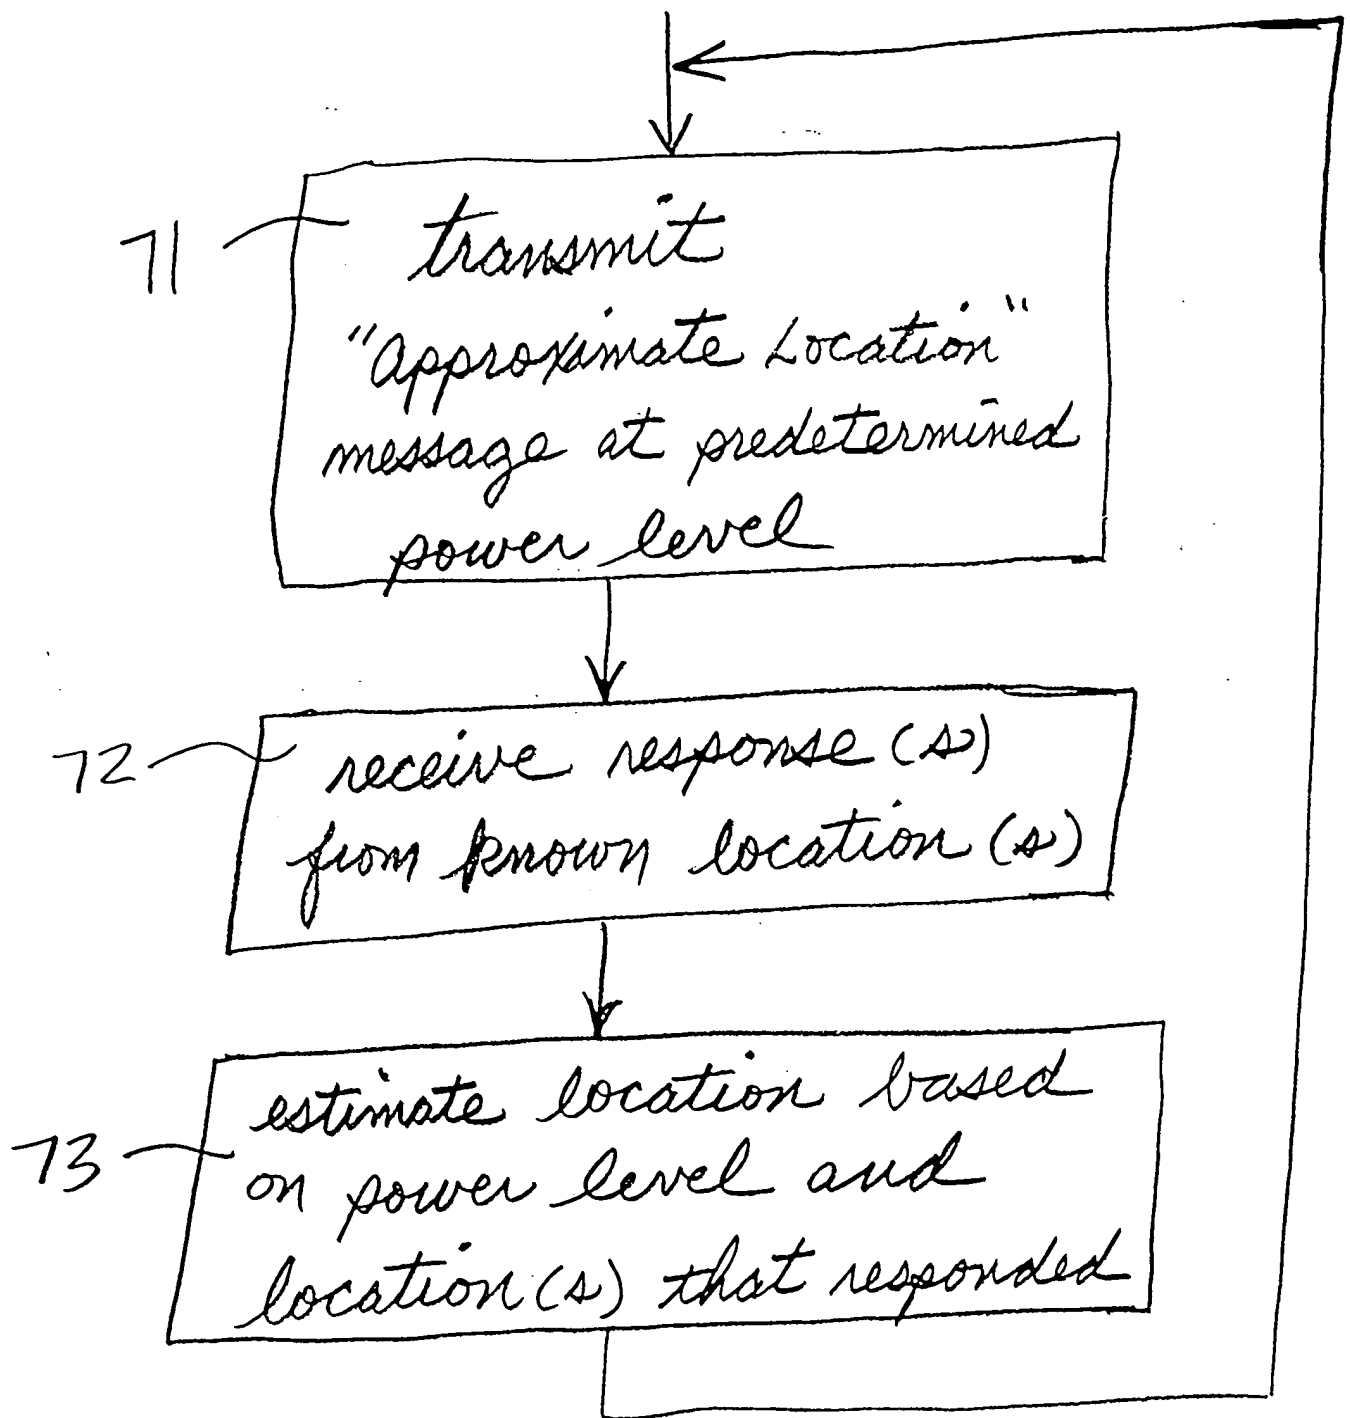 71
transmit
"Approximate Location"
message at predetermined
power level
72
receive response(s)
from known location(s)
73
estimate location based
on power level and
location(s) that responded